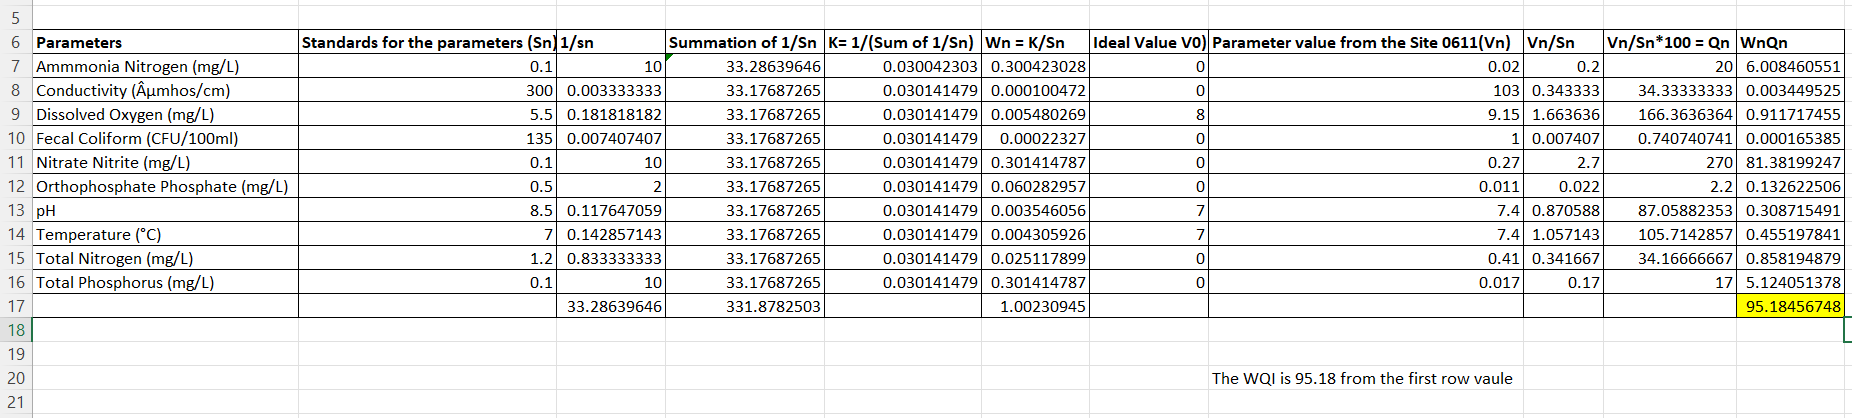 5
6 Parameters Standards for the parameters (Sn) 1/sn Summation of 1/Sn K= 1/(Sum of 1/Sn) Wn = K/Sn Ideal Value V0) Parameter value from the Site 0611(Vn) Vn/Sn Vn/Sn*100 = Qn WnQn
7 Ammmonia Nitrogen (mg/L) 0.1 10 33.28639646 0.030042303 0.300423028 0 0.02 0.2 20 6.008460551
8 Conductivity (Âµmhos/cm) 300 0.003333333 33.17687265 0.030141479 0.000100472 0 103 0.343333 34.33333333 0.003449525
9 Dissolved Oxygen (mg/L) 5.5 0.181818182 33.17687265 0.030141479 0.005480269 8 9.15 1.663636 166.3636364 0.911717455
10 Fecal Coliform (CFU/100ml) 135 0.007407407 33.17687265 0.030141479 0.00022327 0 1 0.007407 0.740740741 0.000165385
11 Nitrate Nitrite (mg/L) 0.1 10 33.17687265 0.030141479 0.301414787 0 0.27 2.7 270 81.38199247
12 Orthophosphate Phosphate (mg/L) 0.5 2 33.17687265 0.030141479 0.060282957 0 0.011 0.022 2.2 0.132622506
13 pH 8.5 0.117647059 33.17687265 0.030141479 0.003546056 7 7.4 0.870588 87.05882353 0.308715491
14 Temperature (°C) 7 0.142857143 33.17687265 0.030141479 0.004305926 7 7.4 1.057143 105.7142857 0.455197841
15 Total Nitrogen (mg/L) 1.2 0.833333333 33.17687265 0.030141479 0.025117899 0 0.41 0.341667 34.16666667 0.858194879
16 Total Phosphorus (mg/L) 0.1 10 33.17687265 0.030141479 0.301414787 0 0.017 0.17 17 5.124051378
17 33.28639646 331.8782503 1.00230945 95.18456748
18
19
20 The WQI is 95.18 from the first row vaule
21